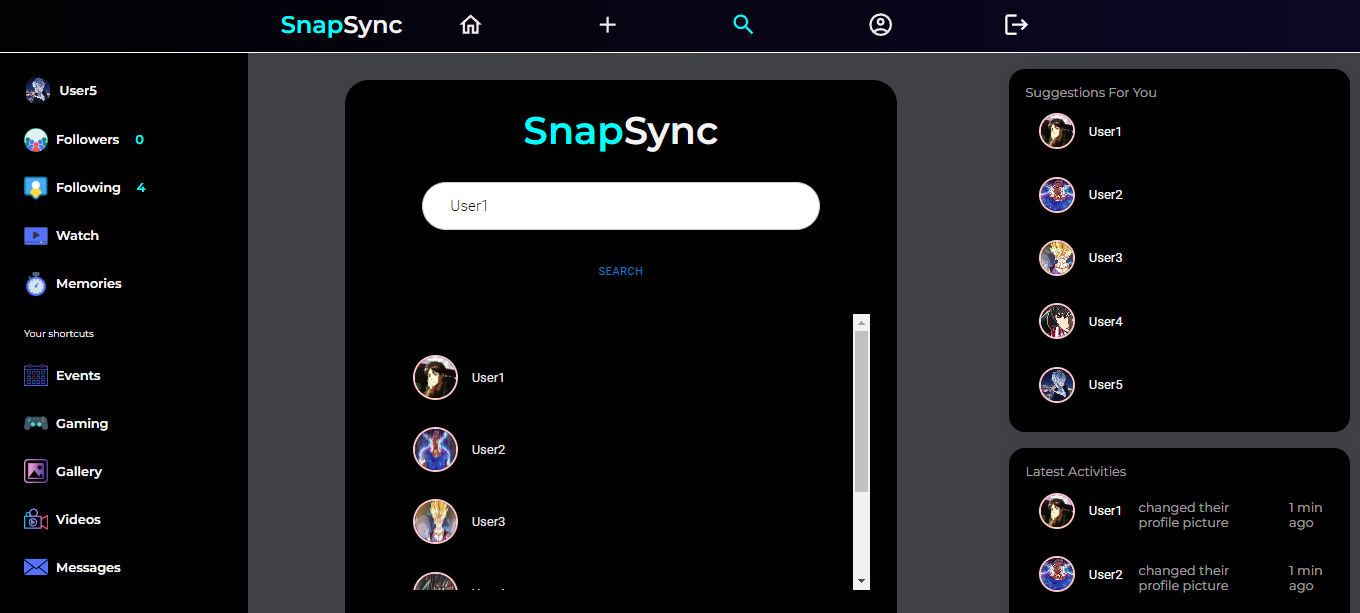 SnapSync
User5
Followers 0
Following 4
Watch
Memories
Your shortcuts
Events
Gaming
Gallery
Videos
Messages
SnapSync
User1
SEARCH
User1
User2
User3
Suggestions For You
User1
User2
User3
User4
User5
Latest Activities
User1 changed their 1 min
profile picture ago
User2 changed their 1 min
profile picture ago